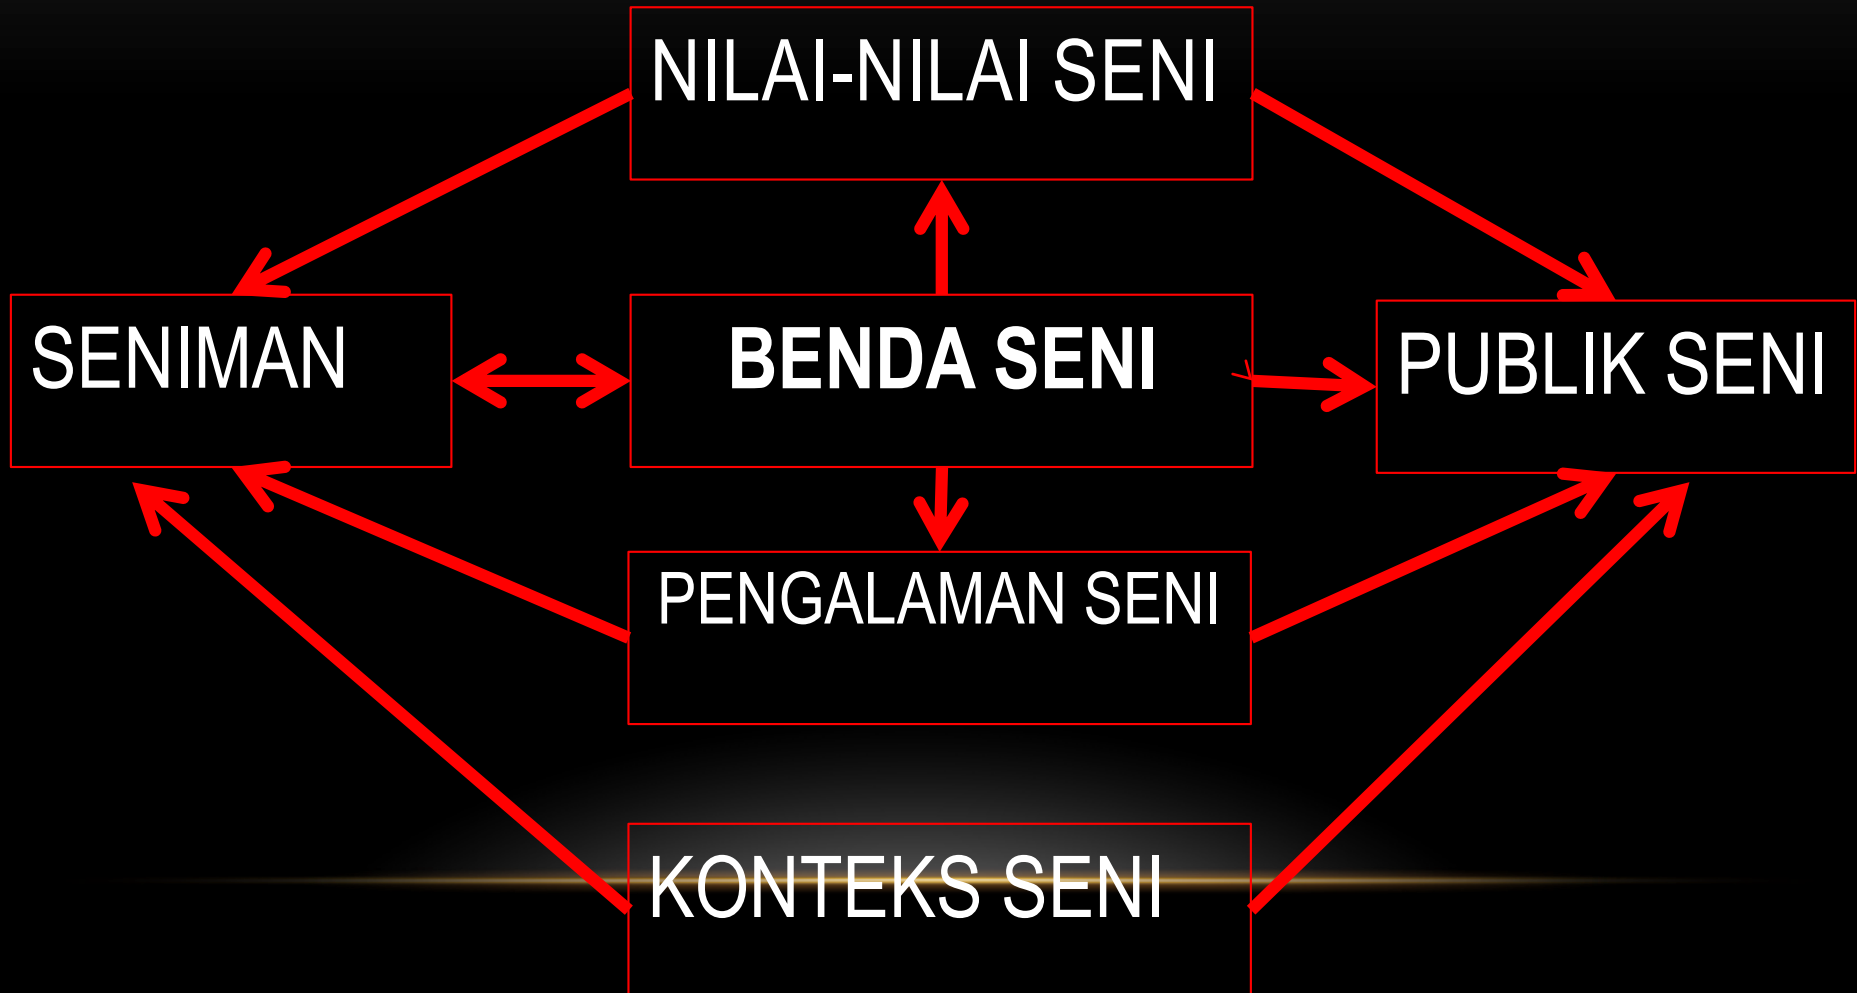 NILAI-NILAI SENI
SENIMAN
BENDA SENI
PUBLIK SENI
PENGALAMAN SENI
KONTEKS SENI